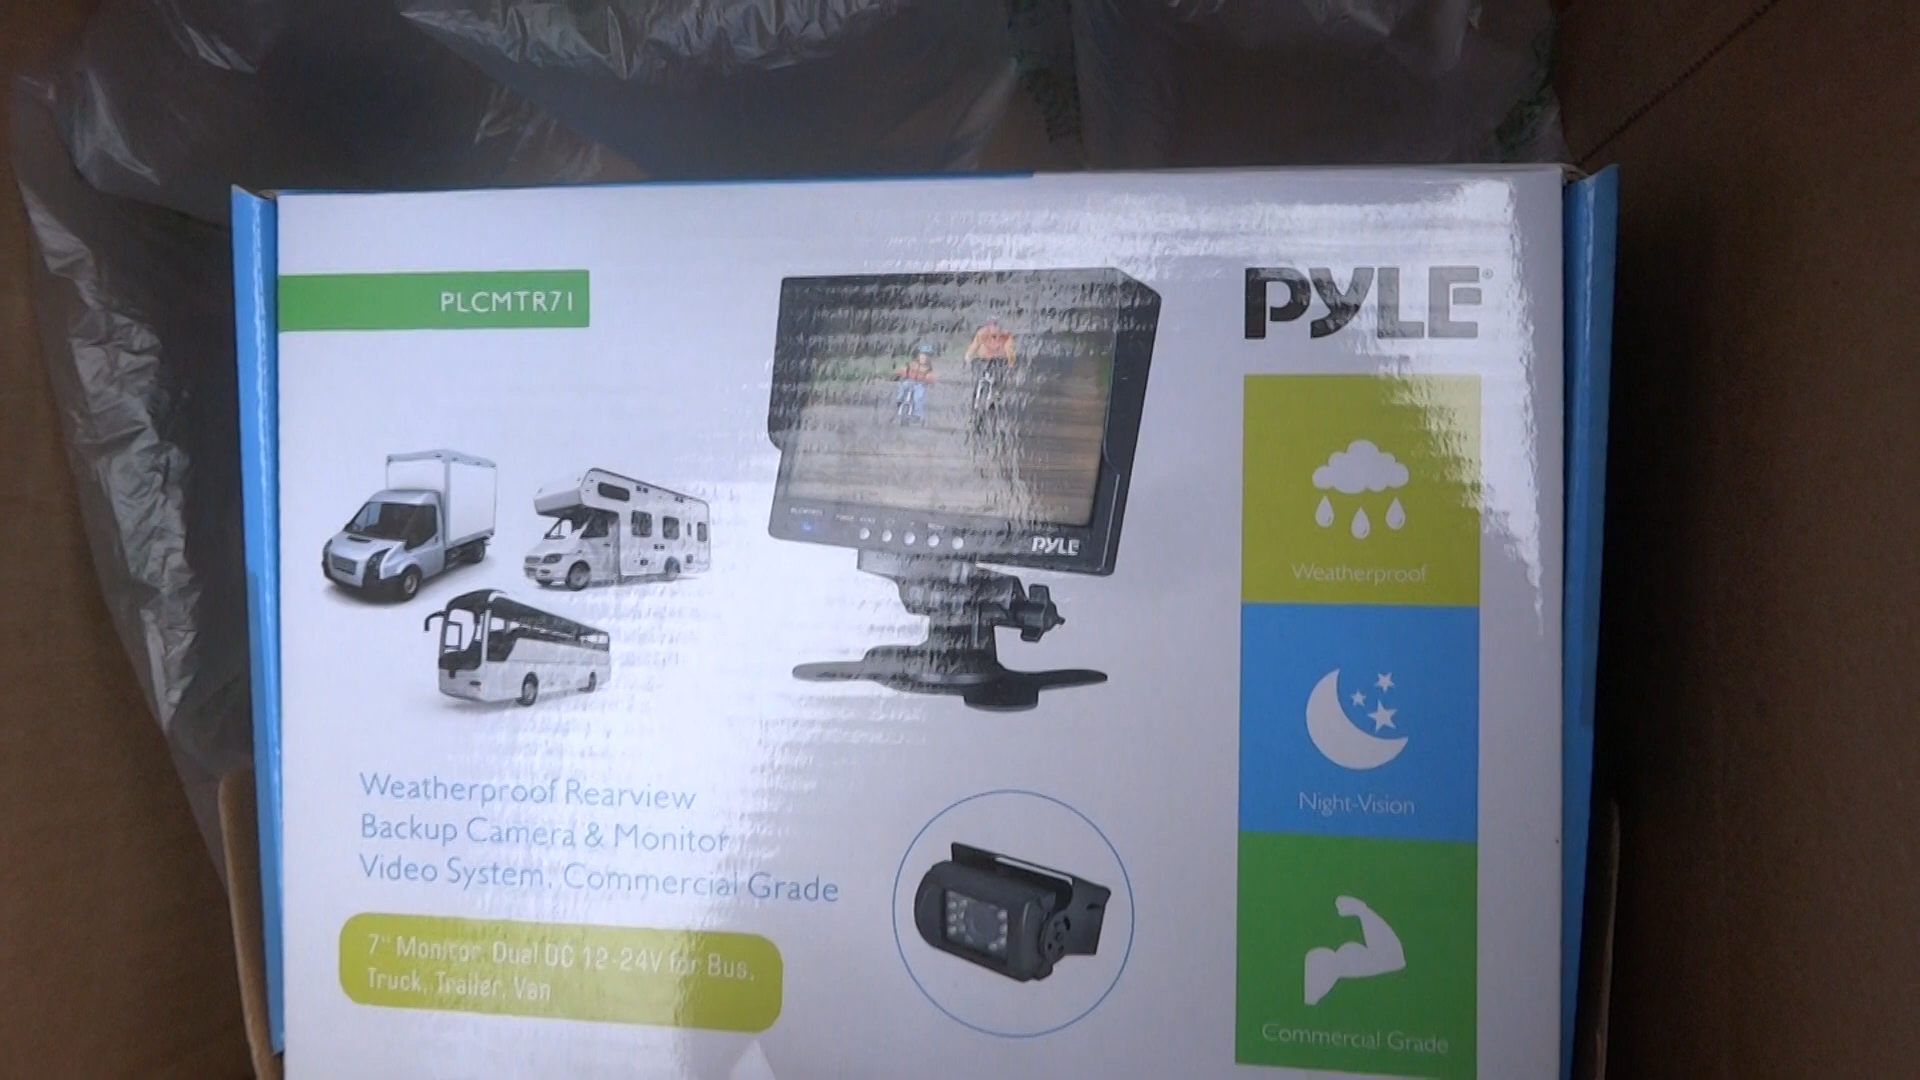 PLCMTR71
PYLE®
PYLE
Weatherproof
Night-Vision
Commercial Grade
Weatherproof Rearview
Backup Camera & Monitor
Video System, Commercial Grade
7" Monitor, Dual DC 12-24V for Bus,
Truck, Trailer, Van